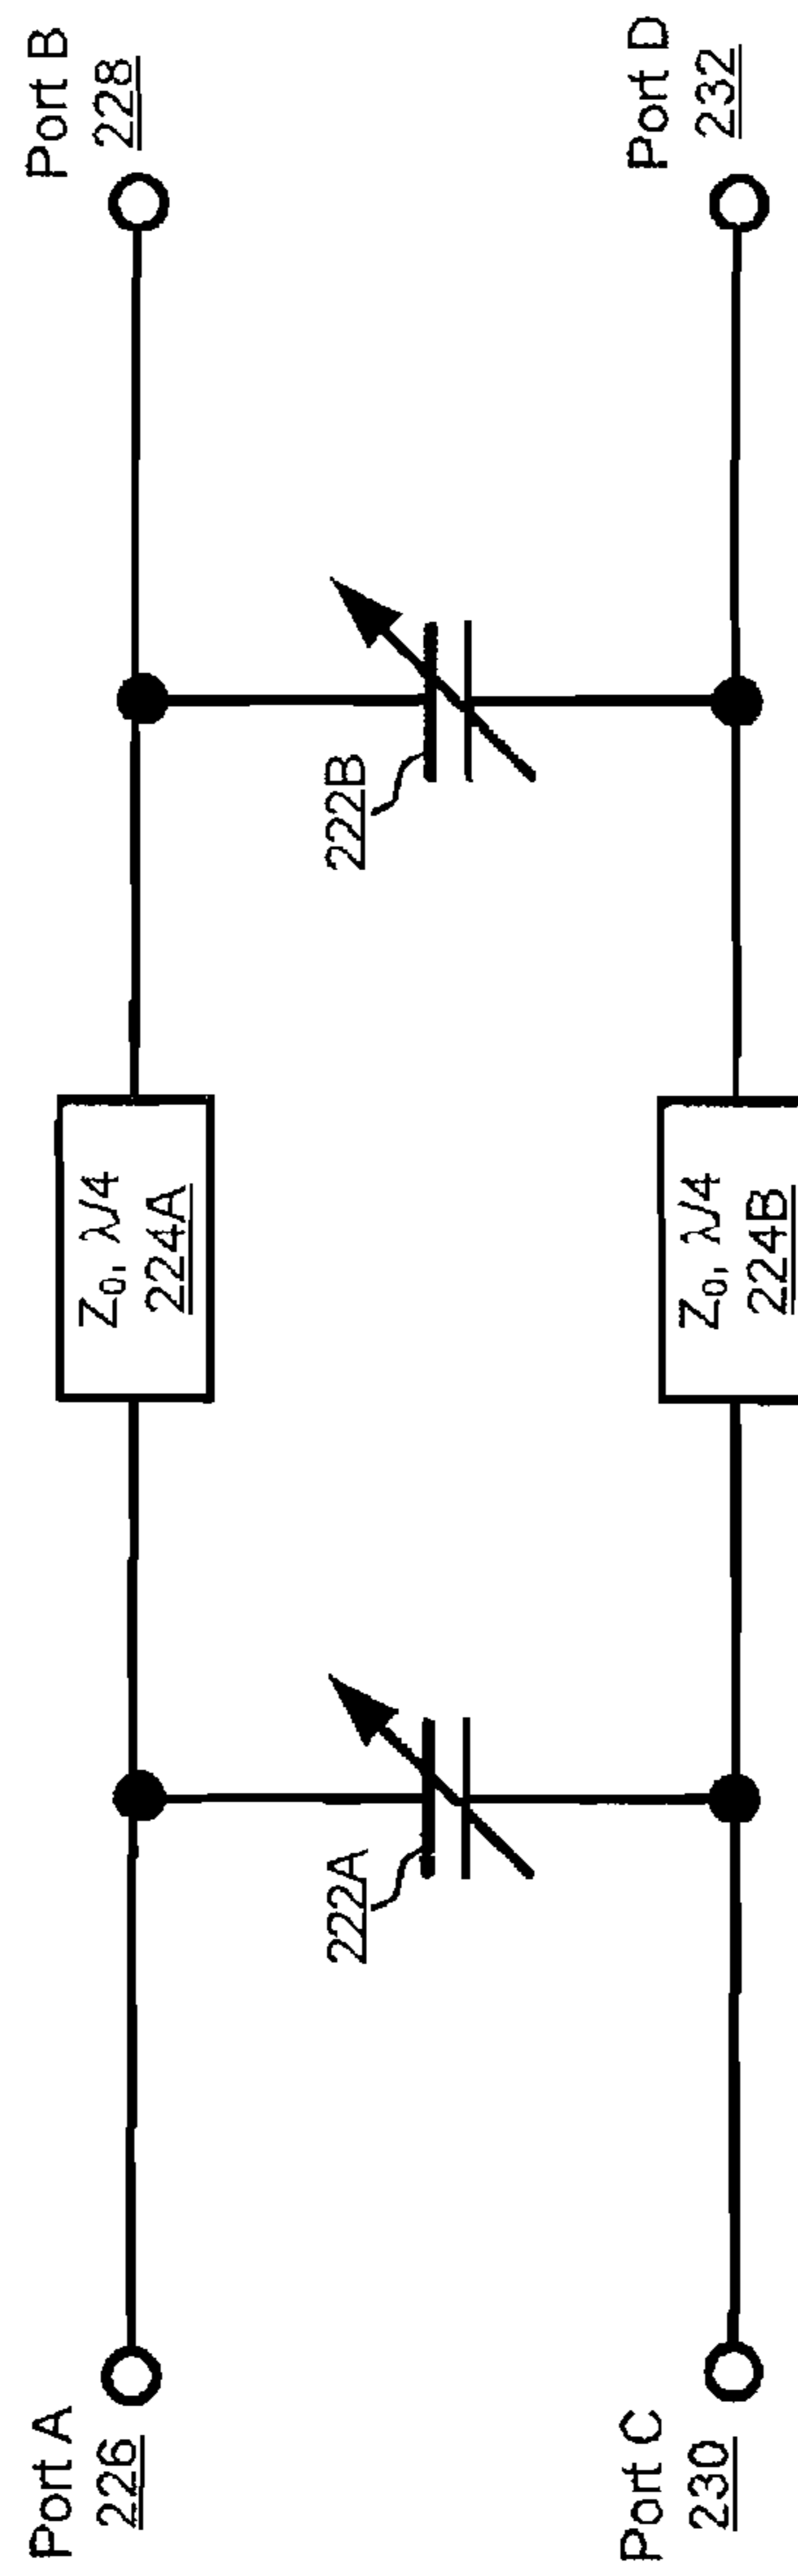 Port A
226
Port B
228
Z₀, λ/4
224A
222A
222B
Z₀, λ/4
224B
Port C
230
Port D
232